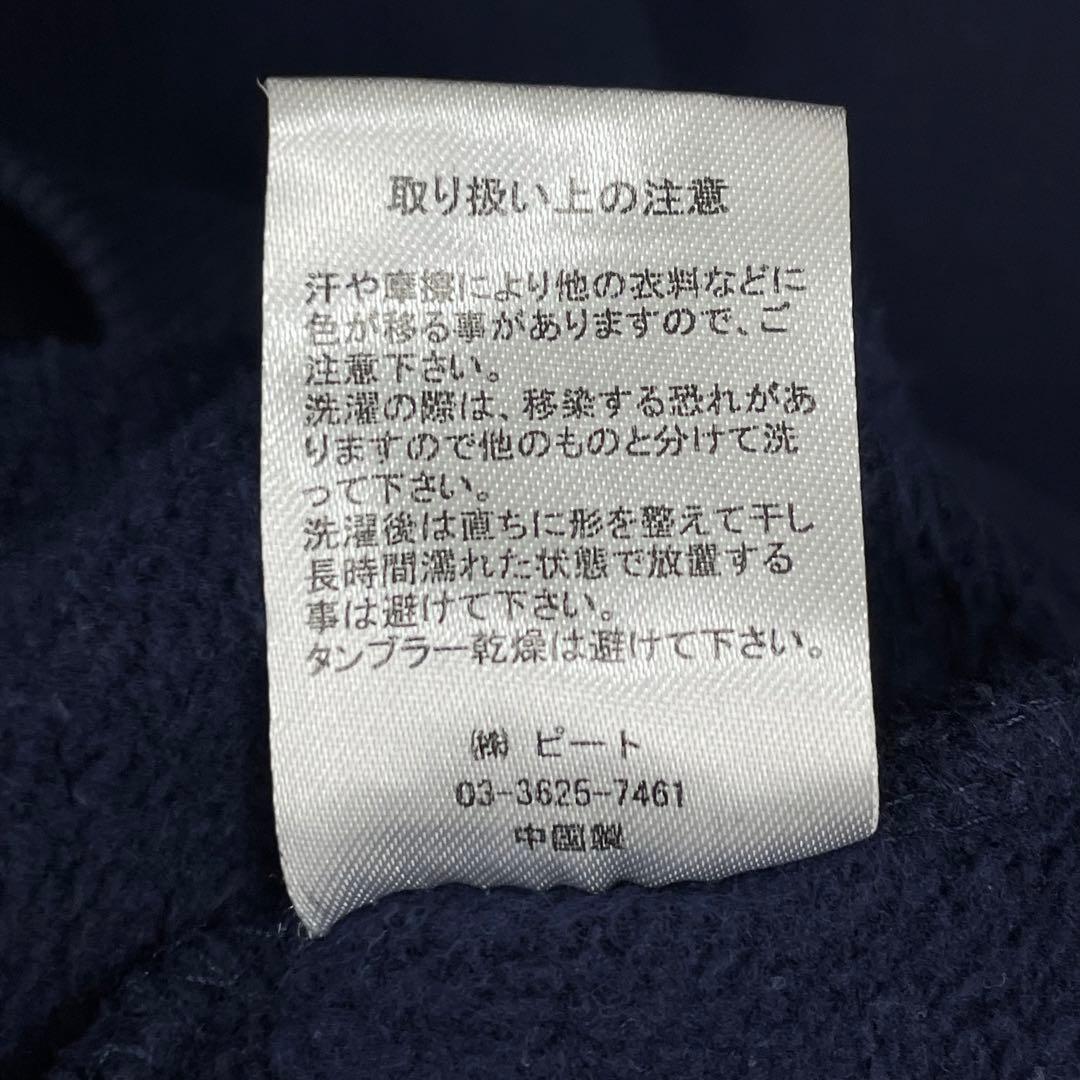 取り扱い上の注意
汗や摩擦により他の衣料などに
色が移る事がありますので、ご
注意下さい。
洗濯の際は、移染する恐れがあ
りますので他のものと分けて洗
って下さい。
洗濯後は直ちに形を整えて干し
長時間濡れた状態で放置する
事は避けて下さい。
タンブラー乾燥は避けて下さい。
㈱ ピート
03-3625-7461
中国製